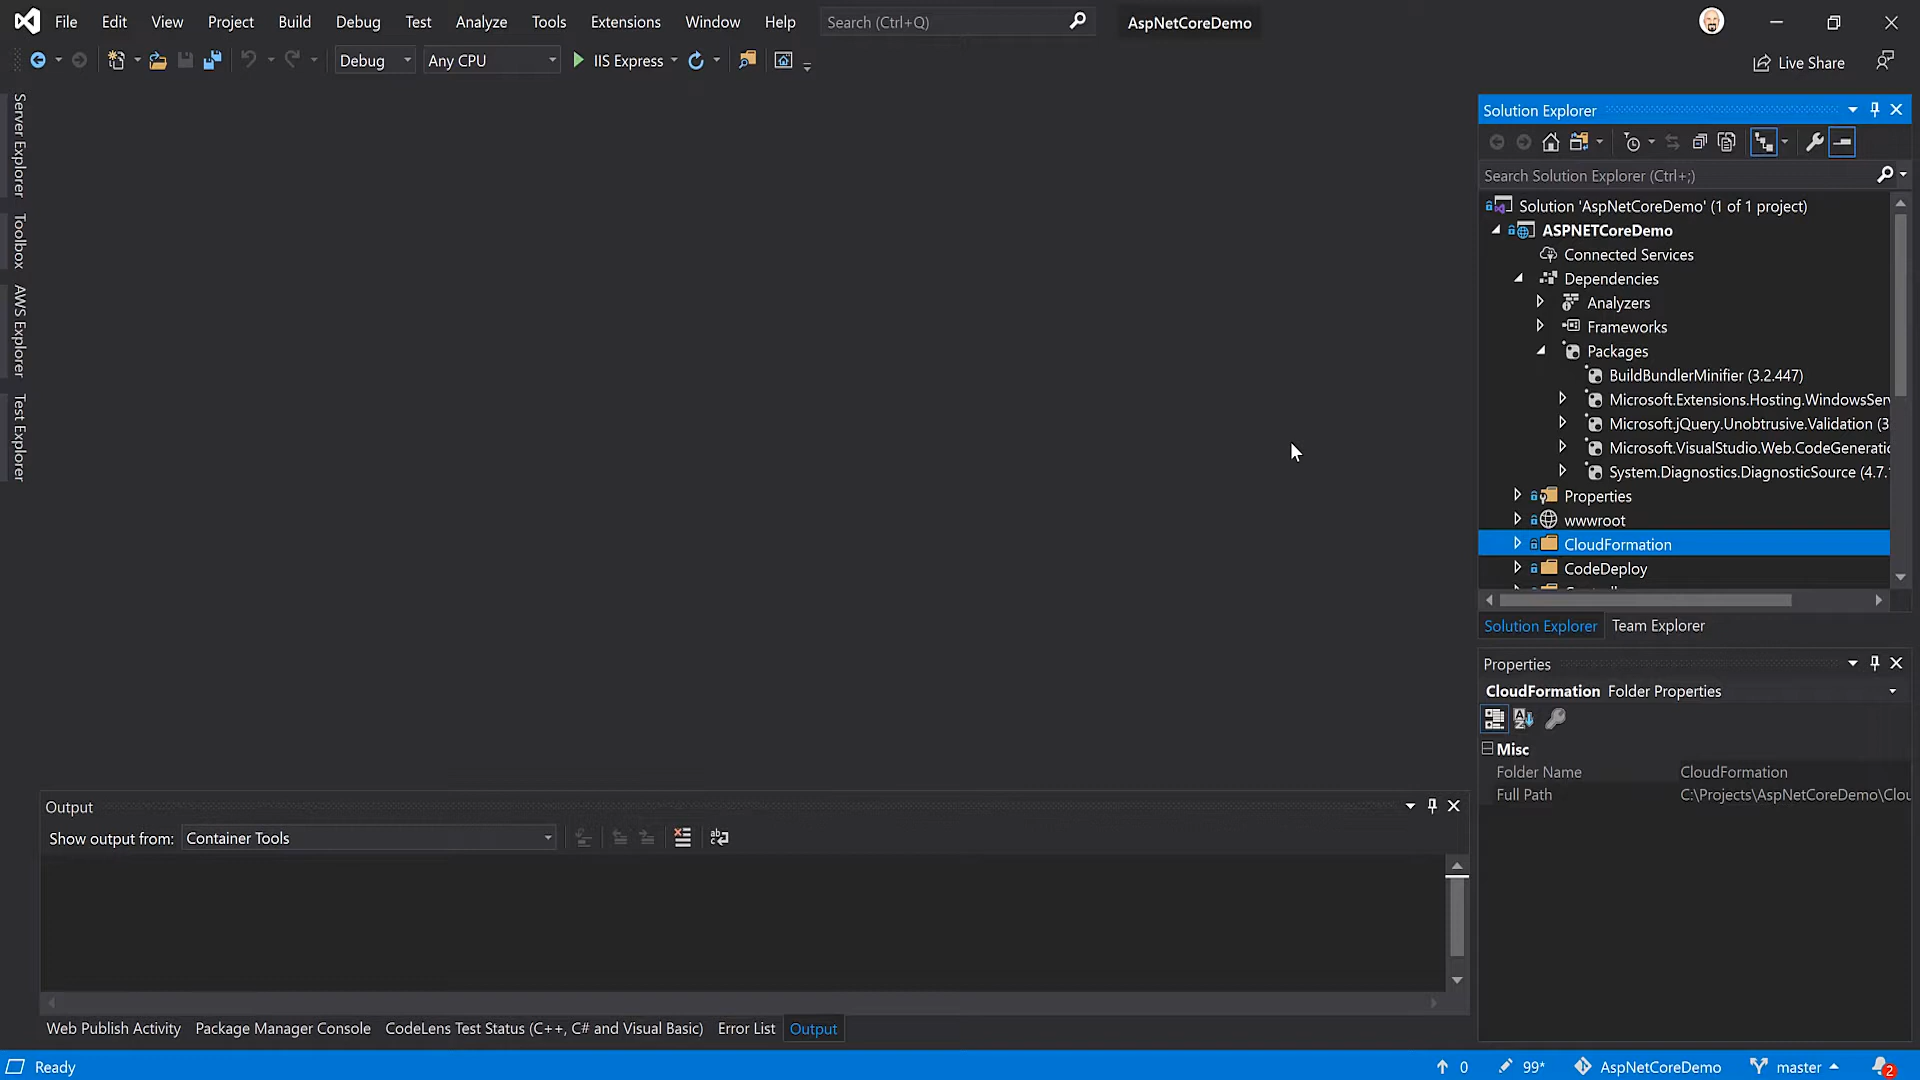 File Edit View Project Build Debug Test Analyze Tools Extensions Window Help Search (Ctrl+Q) AspNetCoreDemo
Debug Any CPU IIS Express Live Share
Server Explorer
Toolbox
AWS Explorer
Test Explorer
Solution Explorer
Search Solution Explorer (Ctrl+;)
Solution 'AspNetCoreDemo' (1 of 1 project)
ASPNETCoreDemo
Connected Services
Dependencies
Analyzers
Frameworks
Packages
BuildBundlerMinifier (3.2.447)
Microsoft.Extensions.Hosting.WindowsServ
Microsoft.jQuery.Unobtrusive.Validation (3
Microsoft.VisualStudio.Web.CodeGeneratio
System.Diagnostics.DiagnosticSource (4.7.
Properties
wwwroot
CloudFormation
CodeDeploy
Solution Explorer Team Explorer
Properties
CloudFormation Folder Properties
Misc
Folder Name CloudFormation
Full Path C:\Projects\AspNetCoreDemo\Clou
Output
Show output from: Container Tools
Web Publish Activity Package Manager Console CodeLens Test Status (C++, C# and Visual Basic) Error List Output
Ready 0 99* AspNetCoreDemo master 2